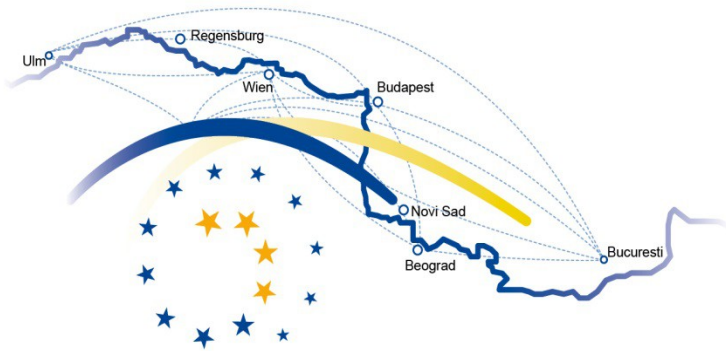 Ulm
Regensburg
Wien
Budapest
Novi Sad
Beograd
Bucuresti